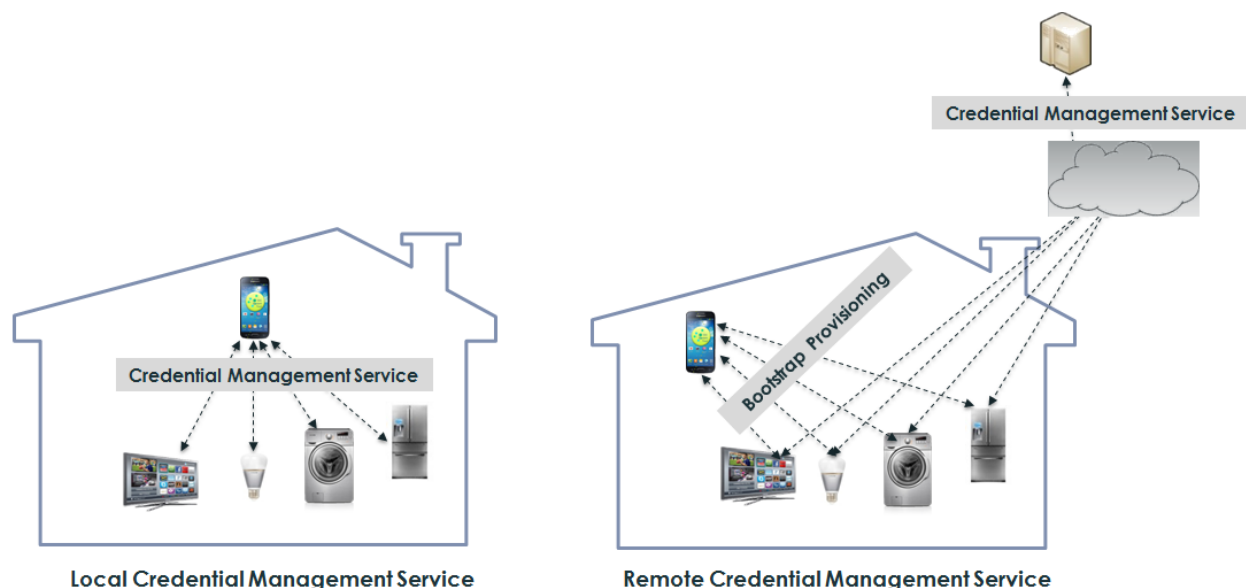 Credential Management Service
Credential Management Service
Bootstrap Provisioning
Local Credential Management Service
Remote Credential Management Service